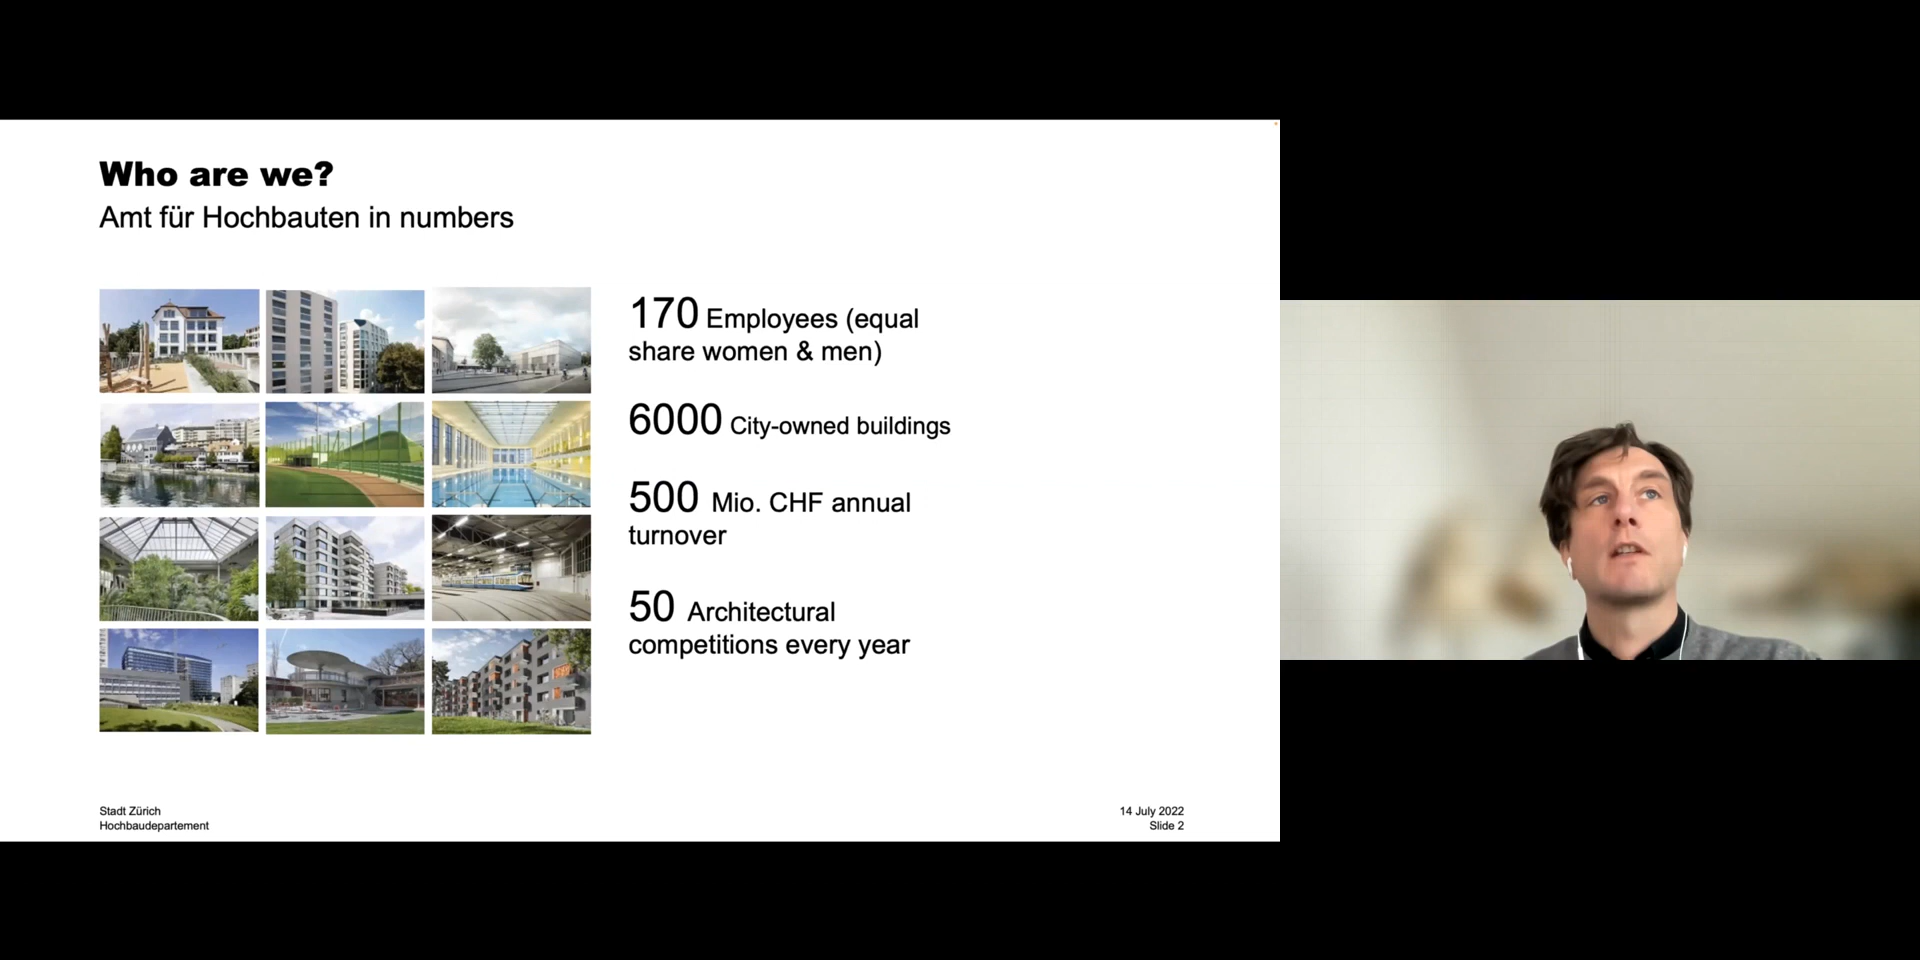 Who are we?
Amt für Hochbauten in numbers
170 Employees (equal
share women & men)
6000 City-owned buildings
500 Mio. CHF annual
turnover
50 Architectural
competitions every year
Stadt Zürich
Hochbaudepartement
14 July 2022
Slide 2